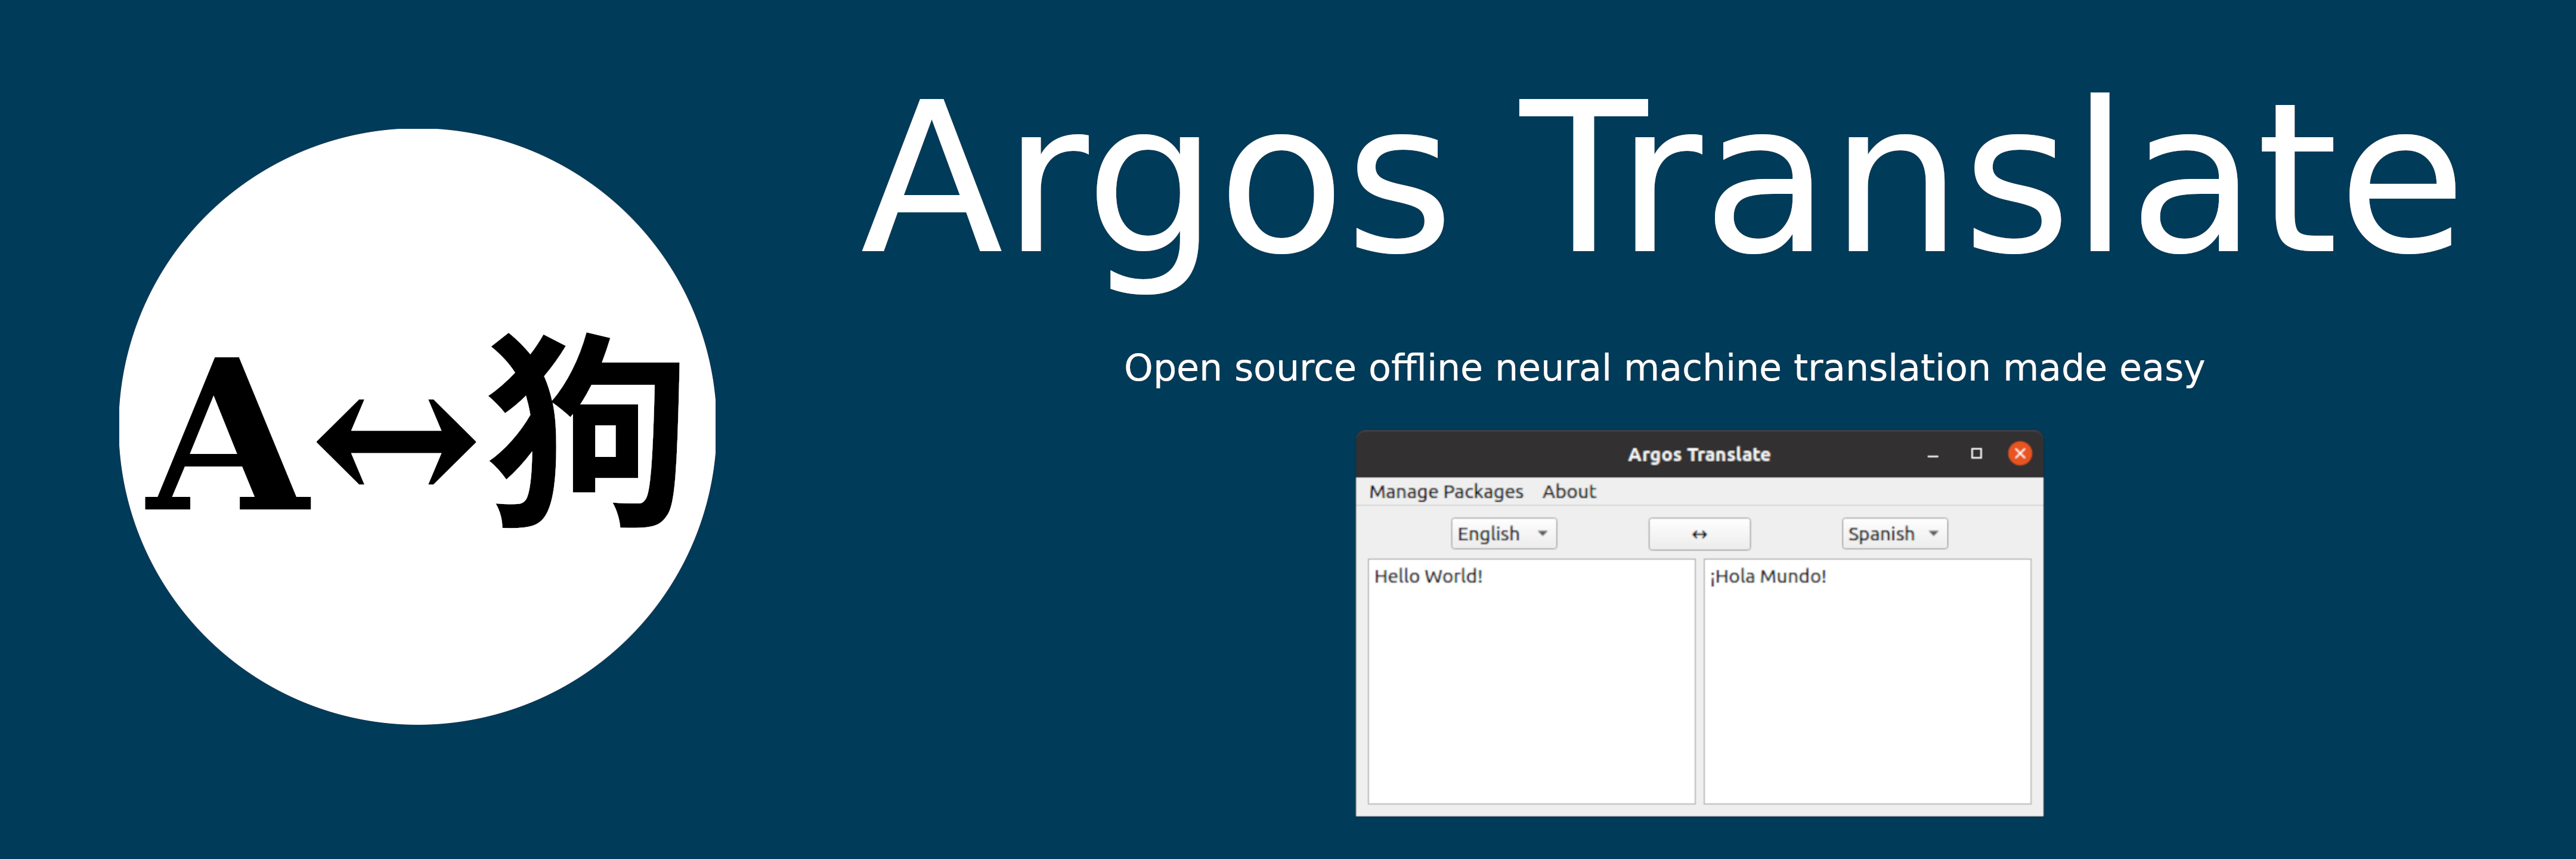 A↔狗
Argos Translate
Open source offline neural machine translation made easy
Argos Translate
Manage Packages About
English ↔ Spanish
Hello World! ¡Hola Mundo!